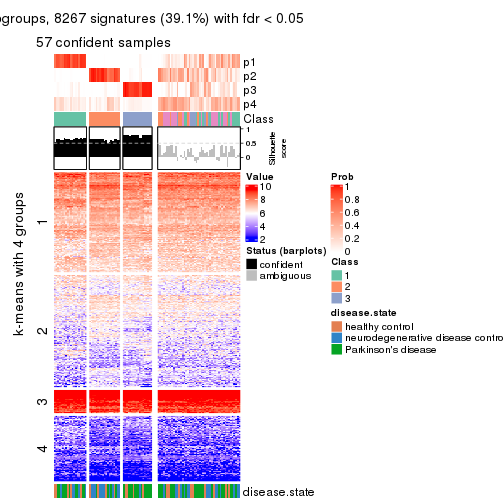 ogroups, 8267 signatures (39.1%) with fdr < 0.05
57 confident samples
p1
p2
p3
p4
Class
1
0.5
0
Silhouette
score
k-means with 4 groups
1
2
3
4
disease.state
Value
10
8
6
4
2
Status (barplots)
confident
ambiguous
Prob
1
0.8
0.6
0.4
0.2
0
Class
1
2
3
disease.state
healthy control
neurodegenerative disease contro
Parkinson's disease